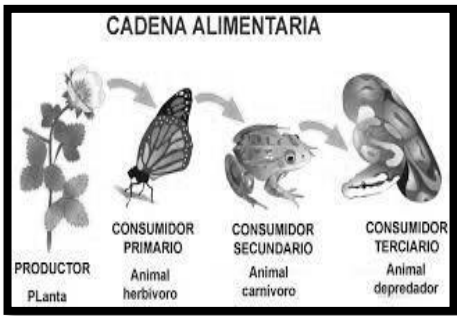 CADENA ALIMENTARIA
PRODUCTOR
PLanta
CONSUMIDOR
PRIMARIO
Animal
herbívoro
CONSUMIDOR
SECUNDARIO
Animal
carnívoro
CONSUMIDOR
TERCIARIO
Animal
depredador